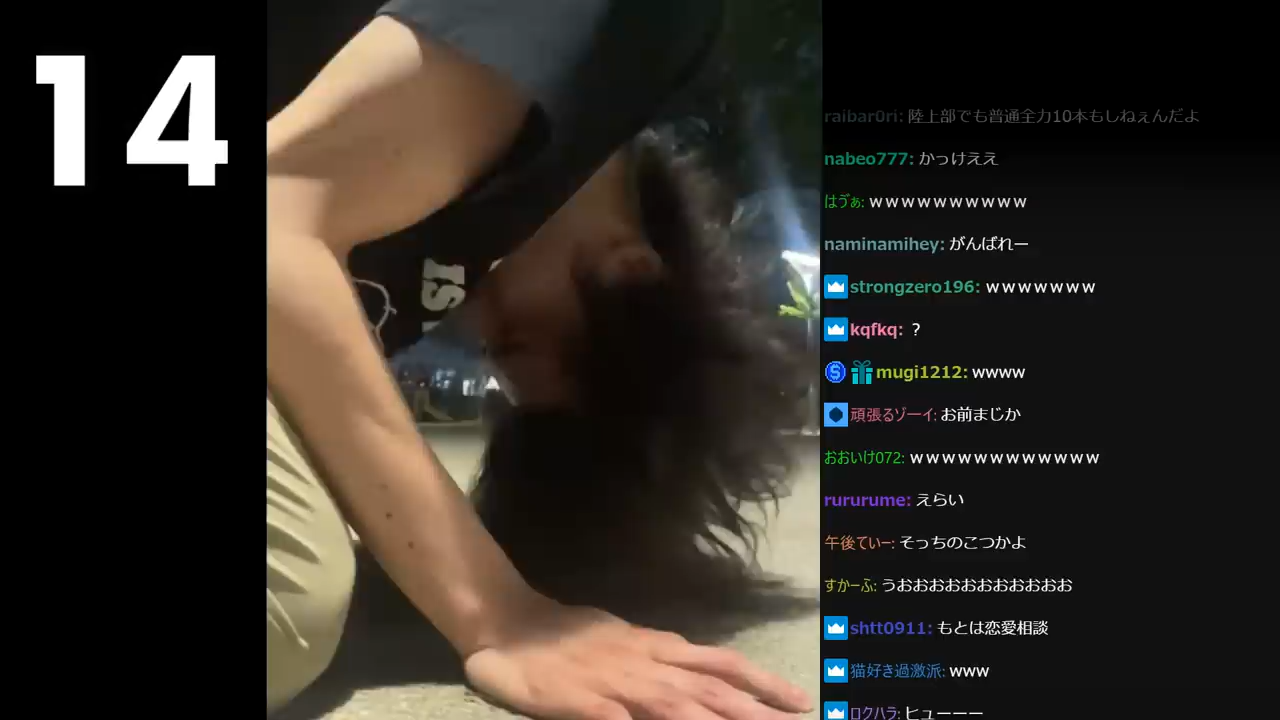 14
raibar0ri: 陸上部でも普通全力10本もしねぇんだよ
nabeo777: かっけええ
はゔぁ: ｗｗｗｗｗｗｗｗｗｗ
naminamihey: がんばれー
strongzero196: ｗｗｗｗｗｗｗ
kqfkq: ？
mugi1212: wwww
頑張るゾーイ: お前まじか
おおいけ072: ｗｗｗｗｗｗｗｗｗｗｗｗ
rururume: えらい
午後てぃー: そっちのこつかよ
すかーふ: うおおおおおおおおおおお
shtt0911: もとは恋愛相談
猫好き過激派: www
ロクハラ: ヒューーー